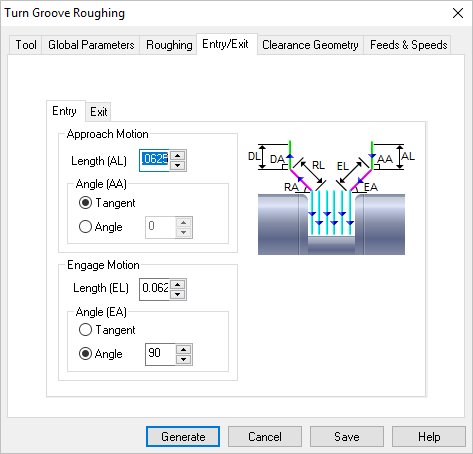 Turn Groove Roughing
Tool Global Parameters Roughing Entry/Exit Clearance Geometry Feeds & Speeds
Entry Exit
Approach Motion
Length (AL) .0625
Angle (AA)
Tangent
Angle 0
Engage Motion
Length (EL) 0.062
Angle (EA)
Tangent
Angle 90
DL DA RL EL AA AL
RA EA
Generate Cancel Save Help